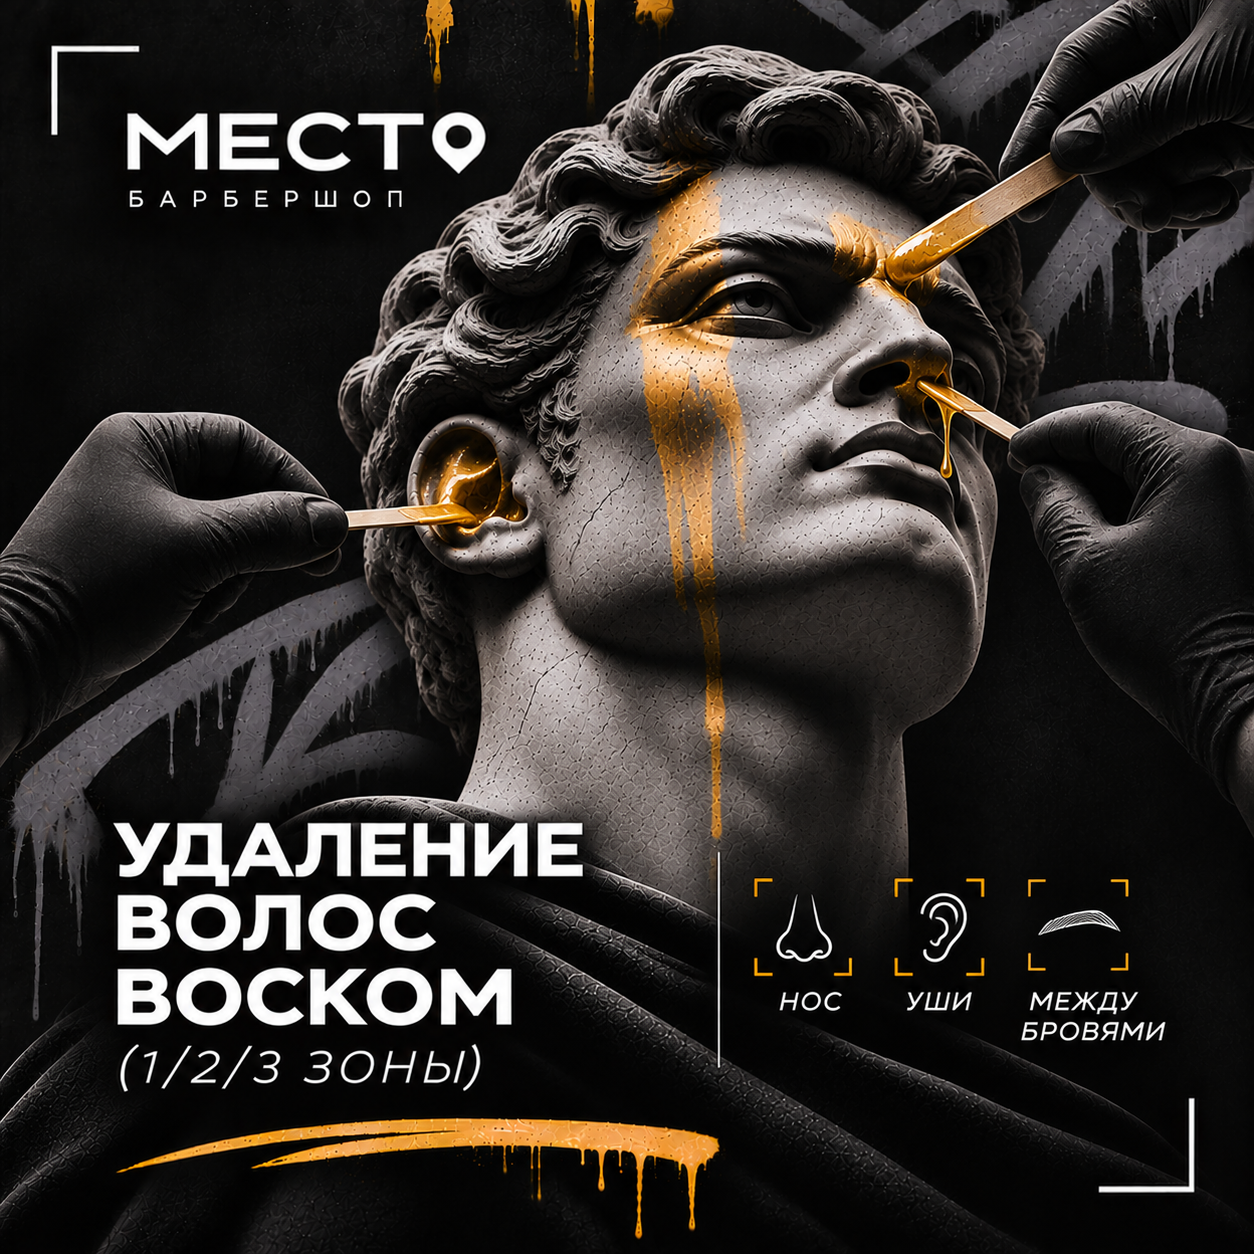 МЕСТО
БАРБЕРШОП
УДАЛЕНИЕ
ВОЛОС
ВОСКОМ
(1/2/3 ЗОНЫ)
НОС
УШИ
МЕЖДУ
БРОВЯМИ